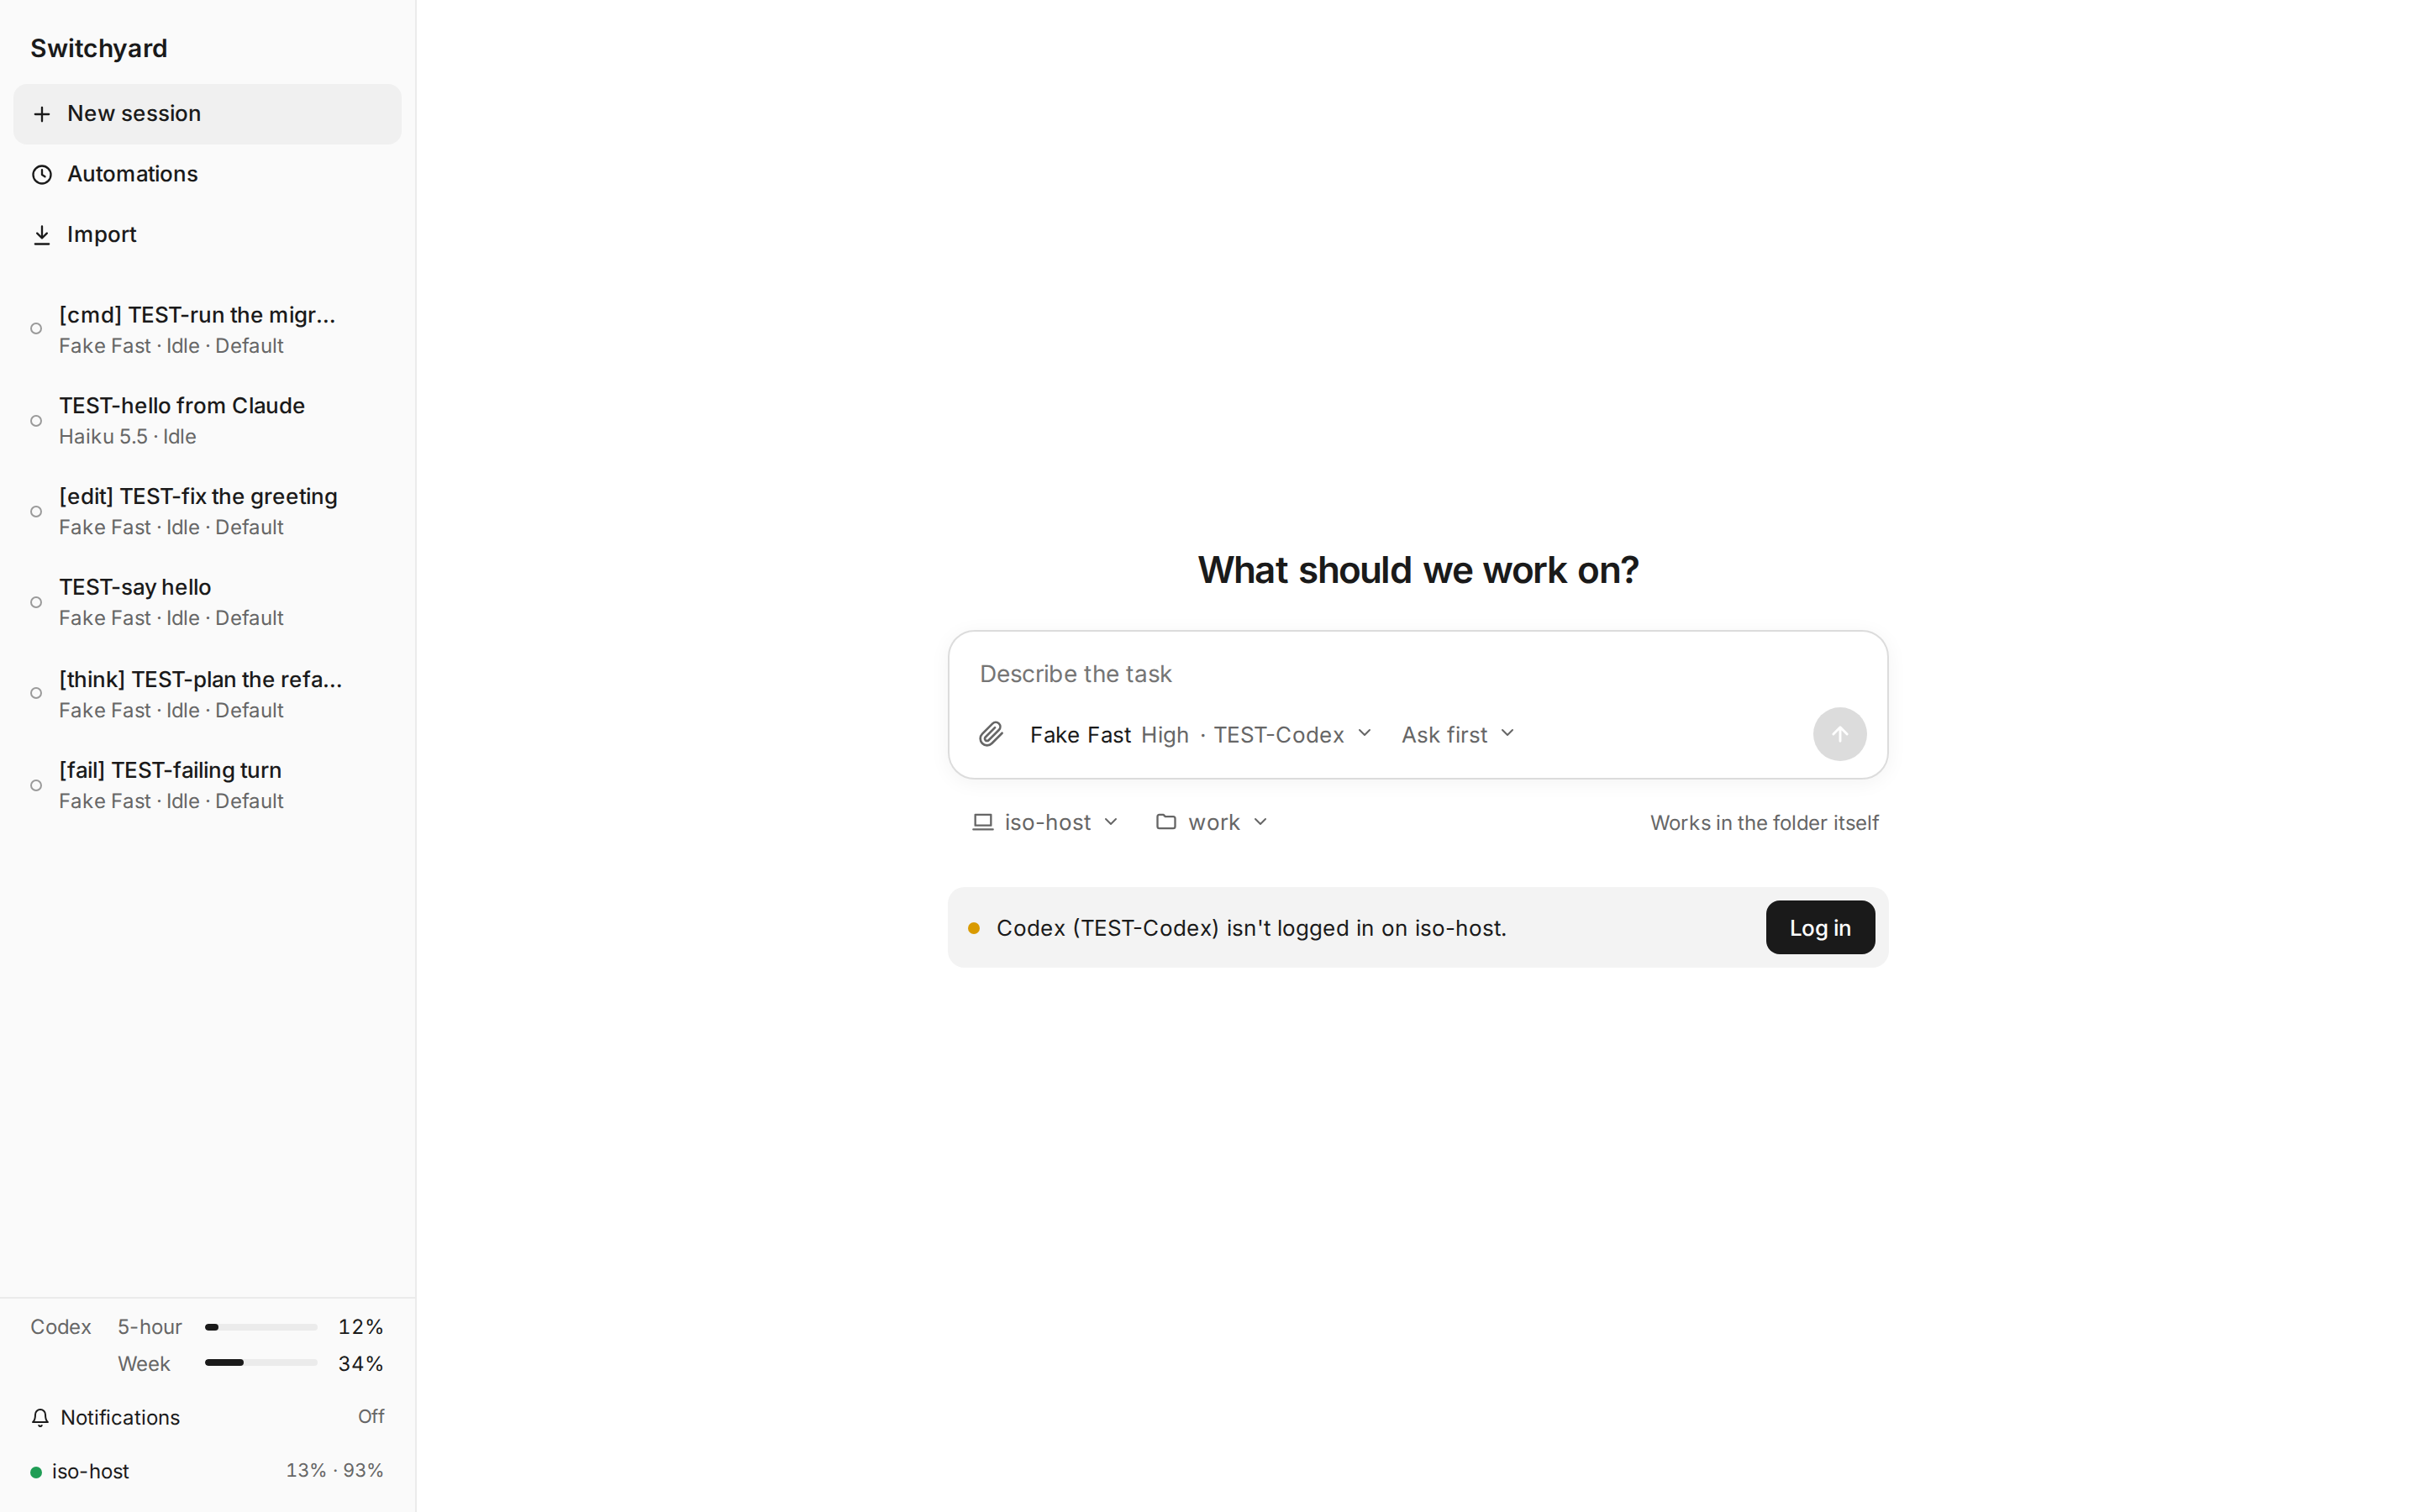 Switchyard
New session
Automations
Import
[cmd] TEST-run the migr...
Fake Fast · Idle · Default
TEST-hello from Claude
Haiku 5.5 · Idle
[edit] TEST-fix the greeting
Fake Fast · Idle · Default
TEST-say hello
Fake Fast · Idle · Default
[think] TEST-plan the refa...
Fake Fast · Idle · Default
[fail] TEST-failing turn
Fake Fast · Idle · Default
Codex 5-hour 12%
Week 34%
Notifications Off
iso-host 13% · 93%
What should we work on?
Describe the task
Fake Fast High · TEST-Codex Ask first
iso-host work Works in the folder itself
Codex (TEST-Codex) isn't logged in on iso-host. Log in